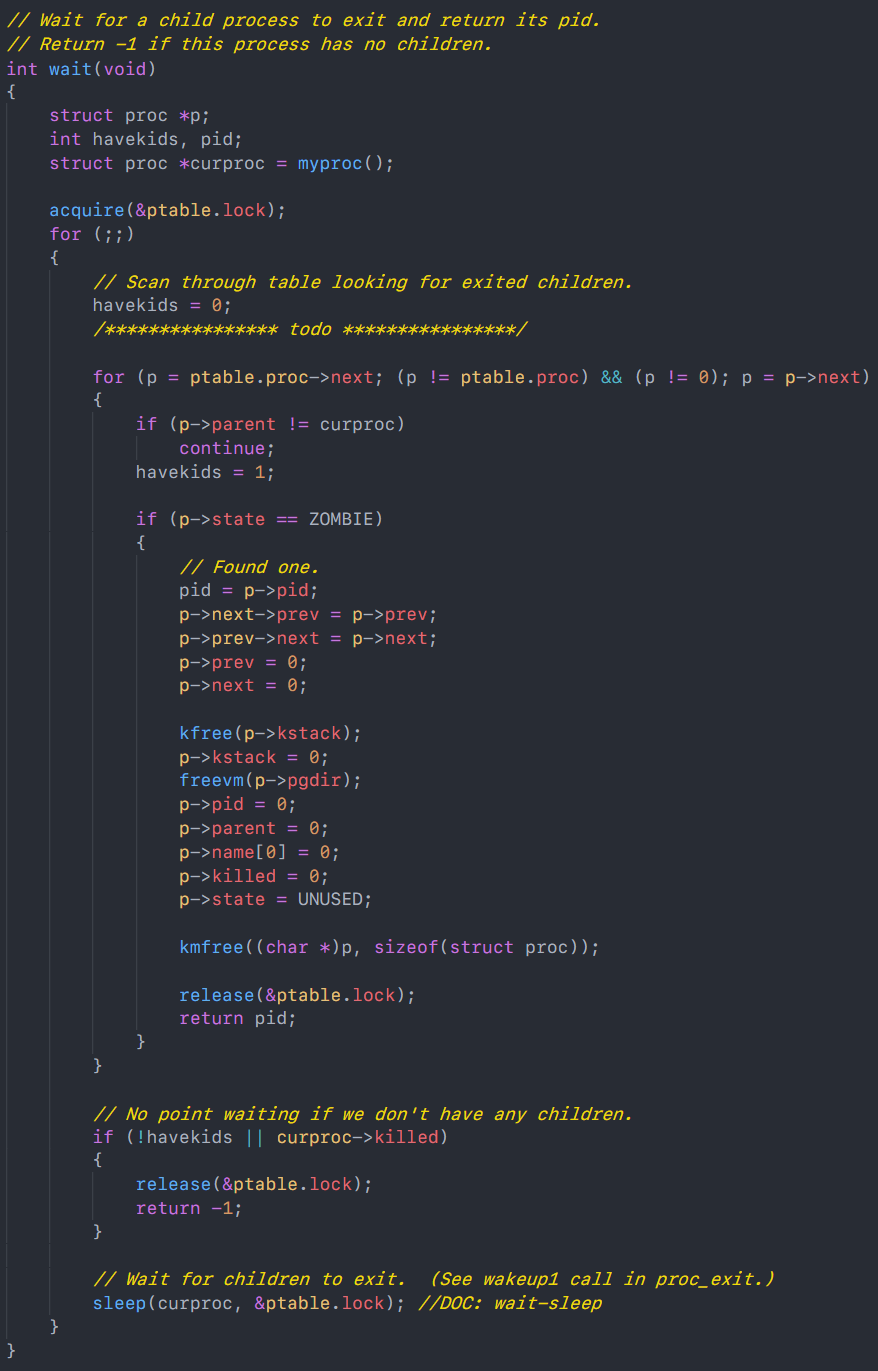 // Wait for a child process to exit and return its pid.
// Return -1 if this process has no children.
int wait(void)
{
    struct proc *p;
    int havekids, pid;
    struct proc *curproc = myproc();

    acquire(&ptable.lock);
    for (;;)
    {
        // Scan through table looking for exited children.
        havekids = 0;
        /**************** todo ****************/

        for (p = ptable.proc->next; (p != ptable.proc) && (p != 0); p = p->next)
        {
            if (p->parent != curproc)
                continue;
            havekids = 1;

            if (p->state == ZOMBIE)
            {
                // Found one.
                pid = p->pid;
                p->next->prev = p->prev;
                p->prev->next = p->next;
                p->prev = 0;
                p->next = 0;

                kfree(p->kstack);
                p->kstack = 0;
                freevm(p->pgdir);
                p->pid = 0;
                p->parent = 0;
                p->name[0] = 0;
                p->killed = 0;
                p->state = UNUSED;

                kmfree((char *)p, sizeof(struct proc));

                release(&ptable.lock);
                return pid;
            }
        }

        // No point waiting if we don't have any children.
        if (!havekids || curproc->killed)
        {
            release(&ptable.lock);
            return -1;
        }

        // Wait for children to exit.  (See wakeup1 call in proc_exit.)
        sleep(curproc, &ptable.lock); //DOC: wait-sleep
    }
}